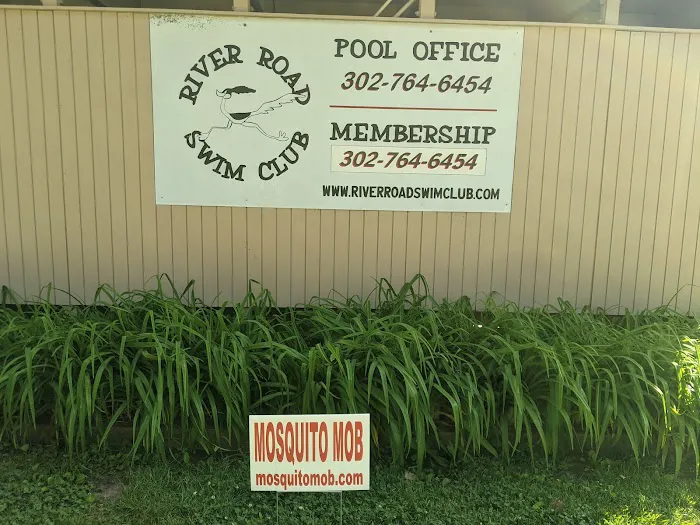 RIVER ROAD
SWIM CLUB
POOL OFFICE
302-764-6454
MEMBERSHIP
302-764-6454
WWW.RIVERROADSWIMCLUB.COM
MOSQUITO MOB
mosquitomob.com